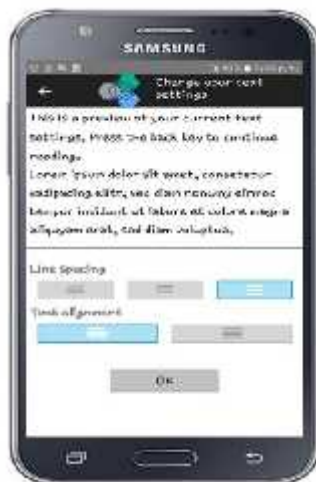 SAMSUNG
Change your text
settings
This is a preview of your current text
settings. Press the back key to continue
reading.
Lorem ipsum dolor sit amet, consetetur
sadipscing elitr, sed diam nonumy eirmod
tempor invidunt ut labore et dolore magna
aliquyam erat, sed diam voluptua.
Line Spacing
Text alignment
OK